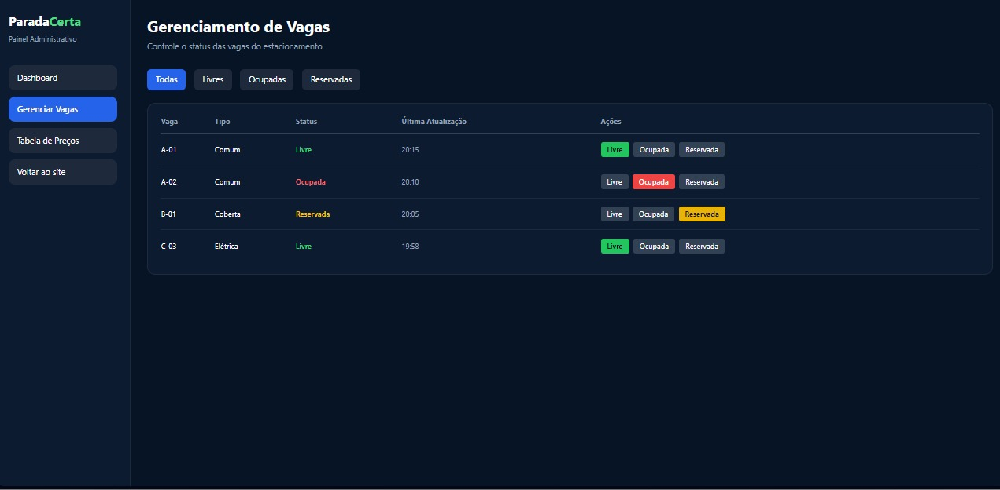 ParadaCerta
Painel Administrativo
Dashboard
Gerenciar Vagas
Tabela de Preços
Voltar ao site
Gerenciamento de Vagas
Controle o status das vagas do estacionamento
Todas Livres Ocupadas Reservadas
Vaga Tipo Status Última Atualização Ações
A-01 Comum Livre 20:15 Livre Ocupada Reservada
A-02 Comum Ocupada 20:10 Livre Ocupada Reservada
B-01 Coberta Reservada 20:05 Livre Ocupada Reservada
C-03 Elétrica Livre 19:58 Livre Ocupada Reservada